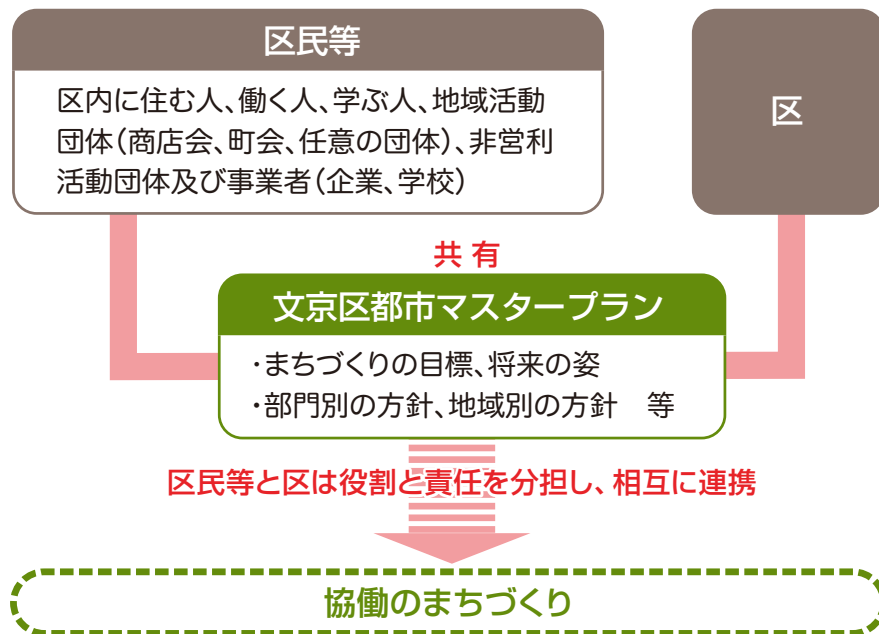 区民等
区内に住む人、働く人、学ぶ人、地域活動
団体(商店会、町会、任意の団体)、非営利
活動団体及び事業者(企業、学校)
区
共 有
文京区都市マスタープラン
・まちづくりの目標、将来の姿
・部門別の方針、地域別の方針　等
区民等と区は役割と責任を分担し、相互に連携
協働のまちづくり